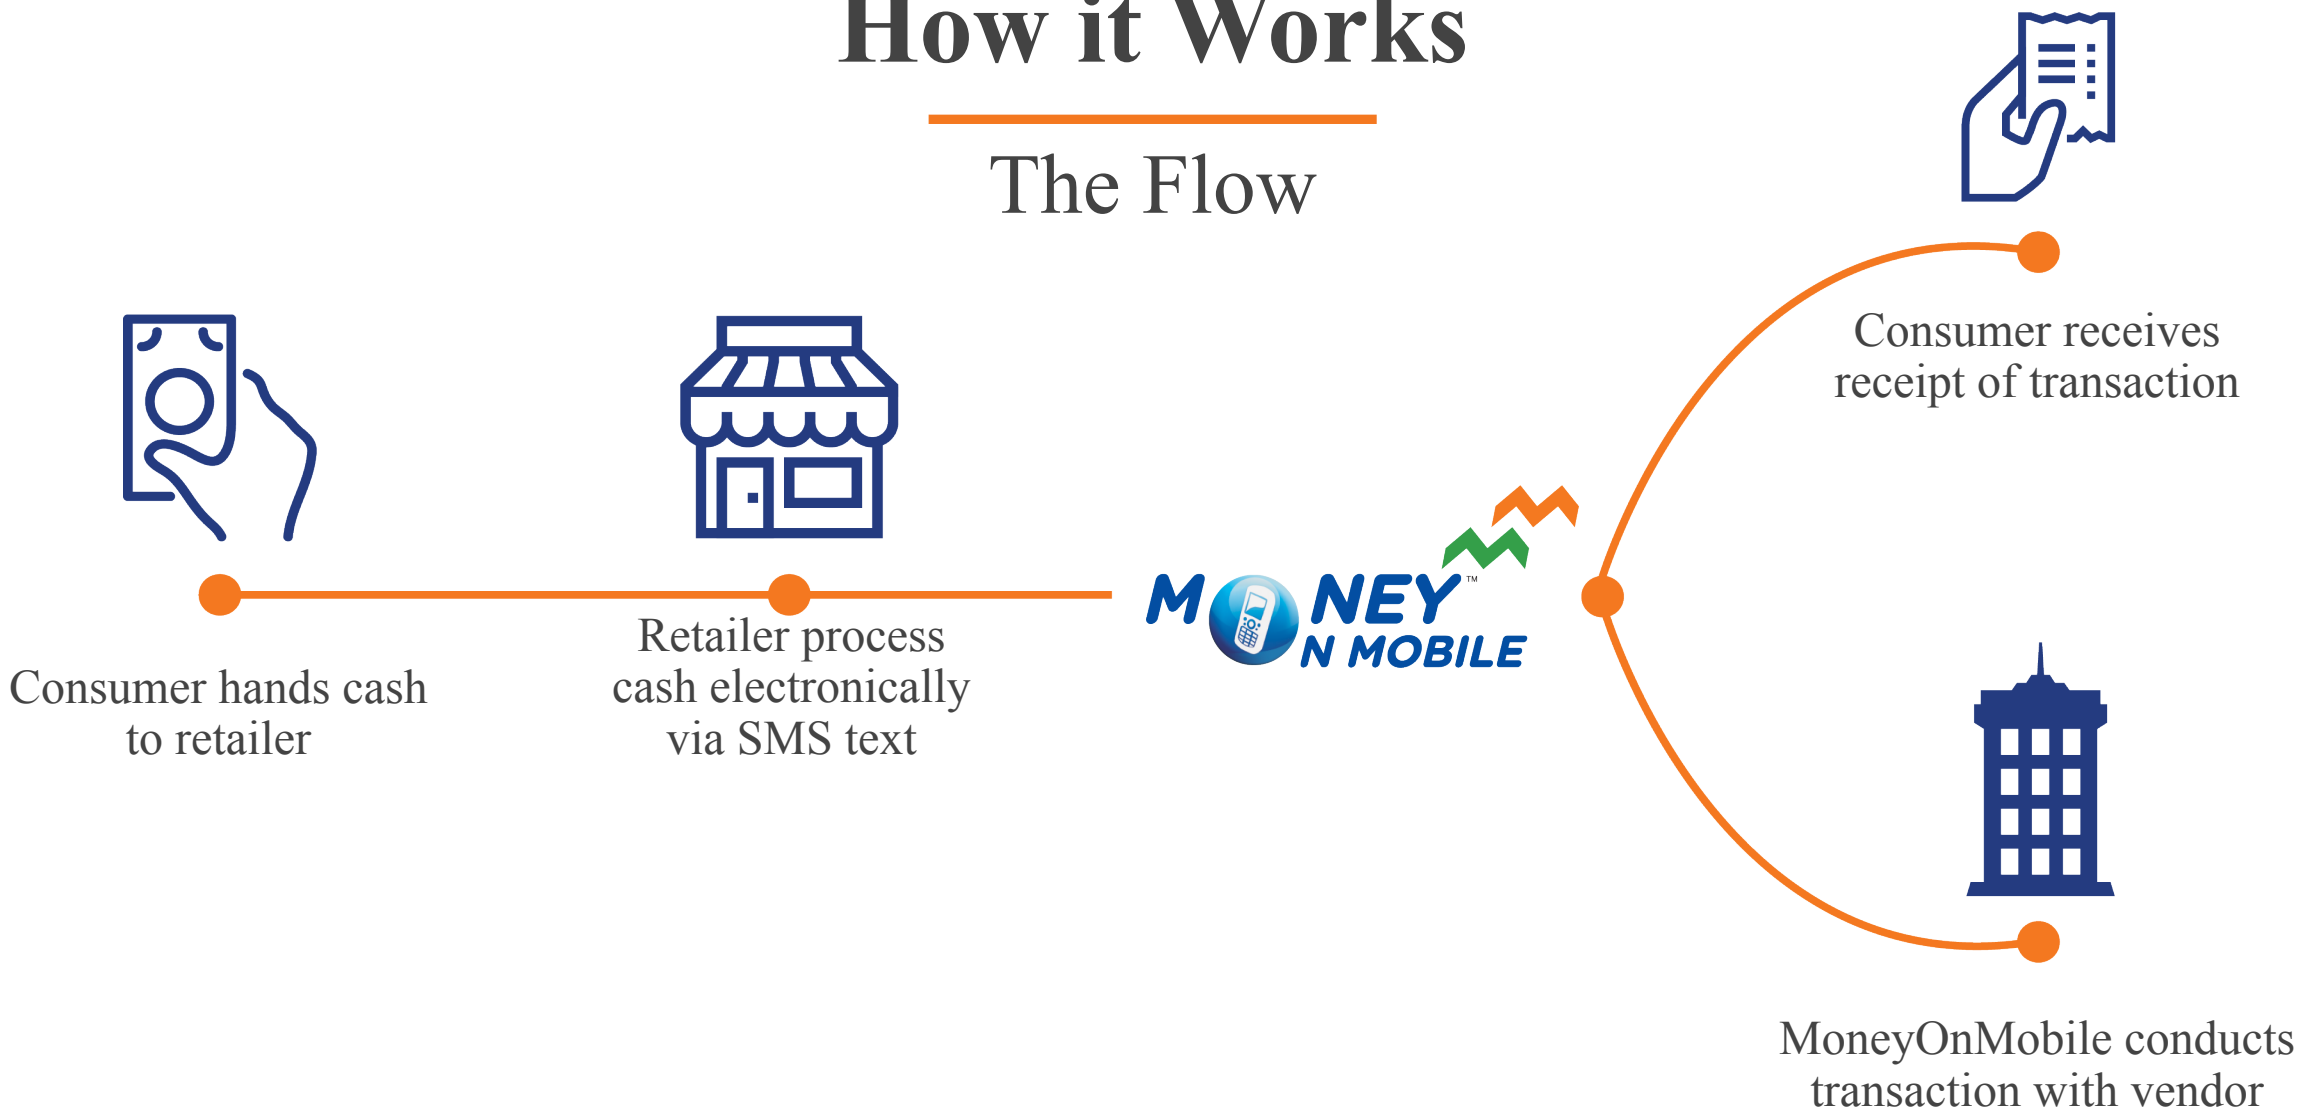 How it Works
The Flow
Consumer receives
receipt of transaction
MONEY™
N MOBILE
Retailer process
cash electronically
via SMS text
Consumer hands cash
to retailer
MoneyOnMobile conducts
transaction with vendor